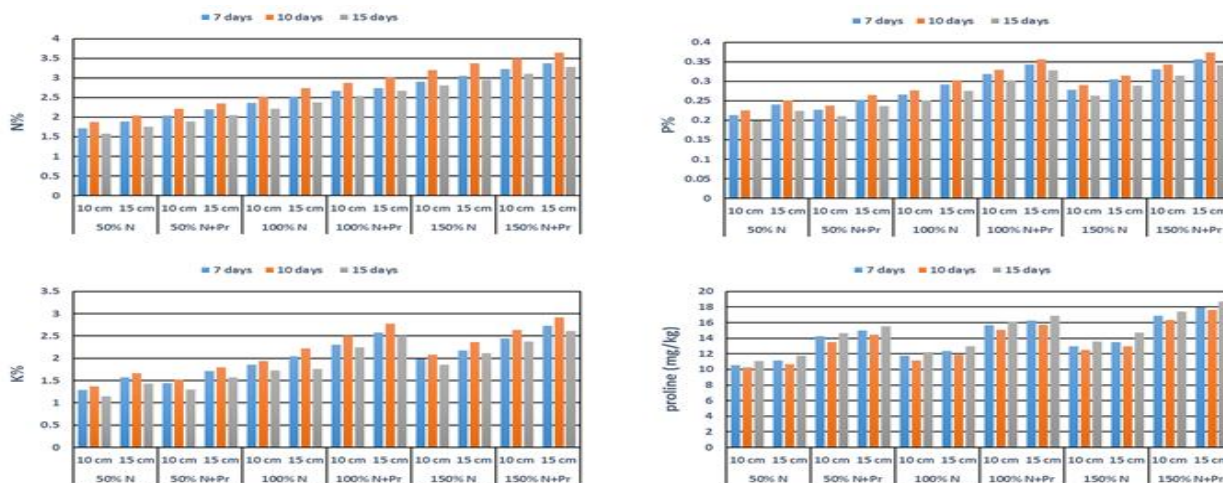 7 days 10 days 15 days
N%
4
3.5
3
2.5
2
1.5
1
0.5
0
10 cm 15 cm 10 cm 15 cm 10 cm 15 cm 10 cm 15 cm 10 cm 15 cm 10 cm 15 cm
50% N 50% N+Pr 100% N 100% N+Pr 150% N 150% N+Pr
7 days 10 days 15 days
P%
0.4
0.35
0.3
0.25
0.2
0.15
0.1
0.05
0
10 cm 15 cm 10 cm 15 cm 10 cm 15 cm 10 cm 15 cm 10 cm 15 cm 10 cm 15 cm
50% N 50% N+Pr 100% N 100% N+Pr 150% N 150% N+Pr
7 days 10 days 15 days
K%
3.5
3
2.5
2
1.5
1
0.5
0
10 cm 15 cm 10 cm 15 cm 10 cm 15 cm 10 cm 15 cm 10 cm 15 cm 10 cm 15 cm
50% N 50% N+Pr 100% N 100% N+Pr 150% N 150% N+Pr
7 days 10 days 15 days
proline (mg/kg)
20
18
16
14
12
10
8
6
4
2
0
10 cm 15 cm 10 cm 15 cm 10 cm 15 cm 10 cm 15 cm 10 cm 15 cm 10 cm 15 cm
50% N 50% N+Pr 100% N 100% N+Pr 150% N 150% N+Pr